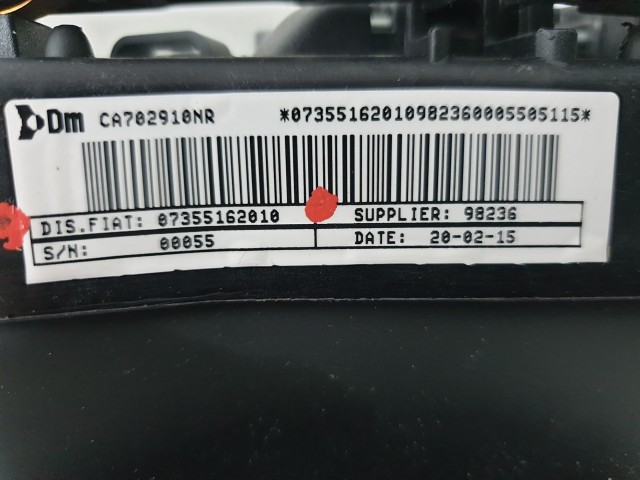 Dm CA702910NR *07355162010982360005505115*
DIS.FIAT: 07355162010 SUPPLIER: 98236
S/N: 00055 DATE: 20-02-15